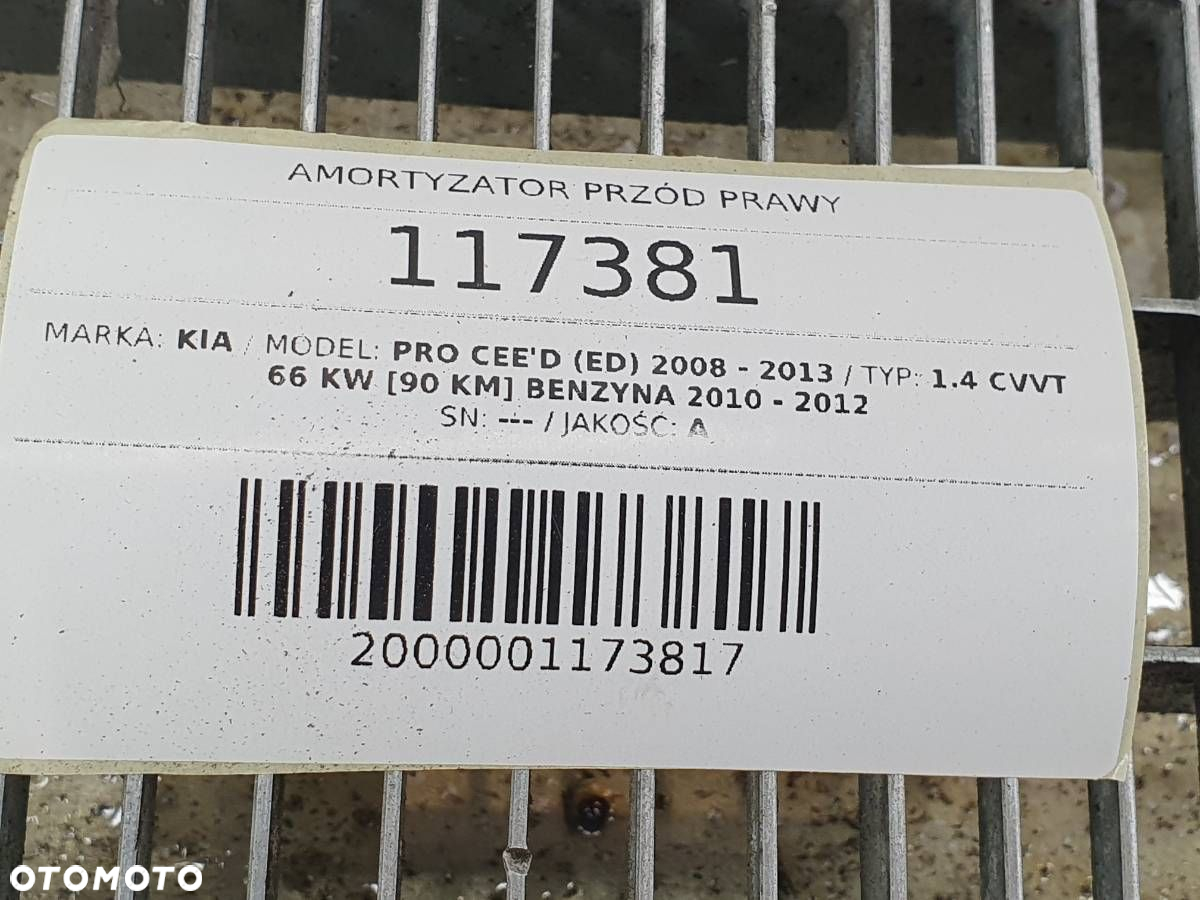 AMORTYZATOR PRZÓD PRAWY
117381
MARKA: KIA / MODEL: PRO CEE'D (ED) 2008 - 2013 / TYP: 1.4 CVVT
66 KW [90 KM] BENZYNA 2010 - 2012
SN: --- / JAKOŚĆ: A
2000001173817
OTOMOTO